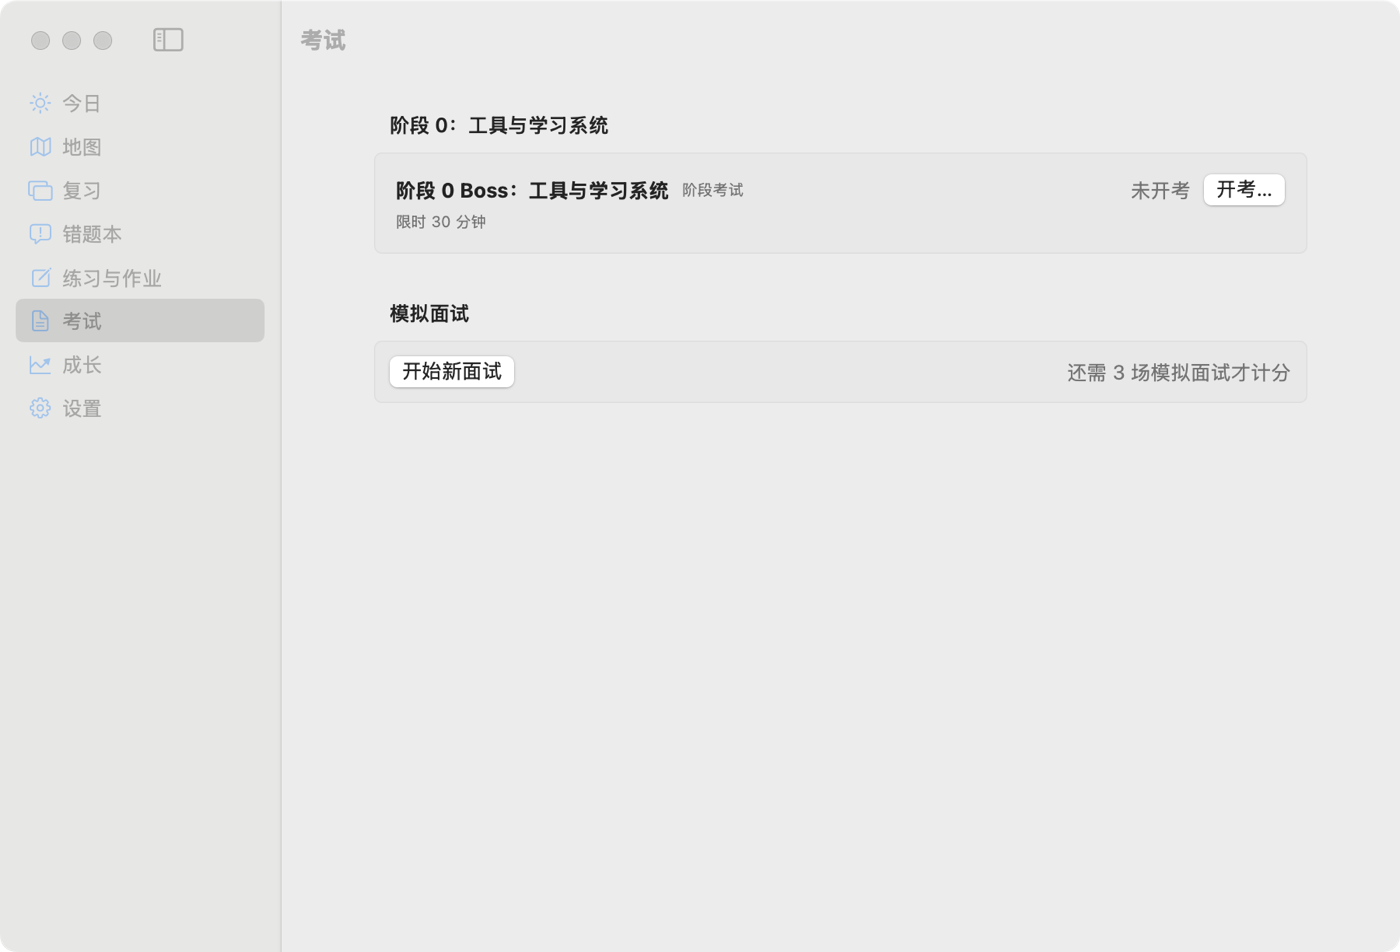 考试
今日
地图
复习
错题本
练习与作业
考试
成长
设置
阶段 0：工具与学习系统
阶段 0 Boss：工具与学习系统 阶段考试 未开考 开考...
限时 30 分钟
模拟面试
开始新面试 还需 3 场模拟面试才计分